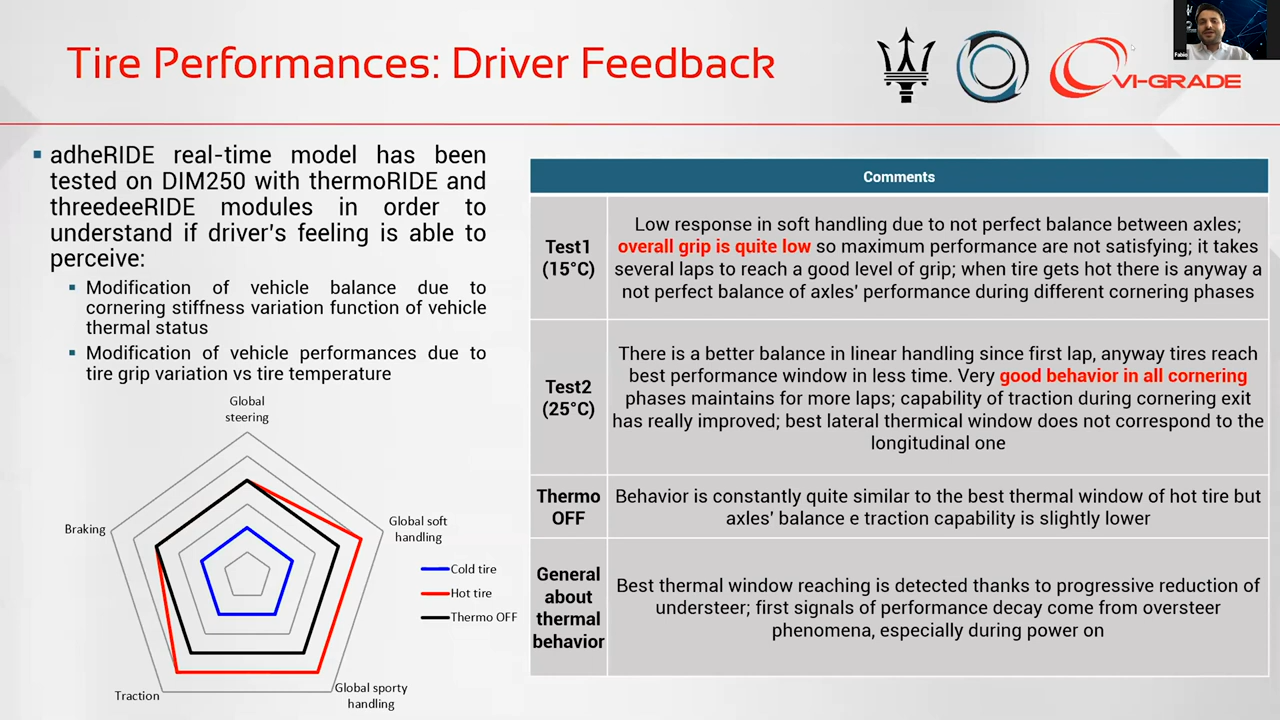 Tire Performances: Driver Feedback
VI-GRADE
Fabio
adheRIDE real-time model has been
tested on DIM250 with thermoRIDE and
threedeeRIDE modules in order to
understand if driver's feeling is able to
perceive:
Modification of vehicle balance due to
cornering stiffness variation function of vehicle
thermal status
Modification of vehicle performances due to
tire grip variation vs tire temperature
Global
steering
Braking
Global soft
handling
Traction
Global sporty
handling
Cold tire
Hot tire
Thermo OFF
Comments
Test1
(15°C)
Low response in soft handling due to not perfect balance between axles;
overall grip is quite low so maximum performance are not satisfying; it takes
several laps to reach a good level of grip; when tire gets hot there is anyway a
not perfect balance of axles' performance during different cornering phases
Test2
(25°C)
There is a better balance in linear handling since first lap, anyway tires reach
best performance window in less time. Very good behavior in all cornering
phases maintains for more laps; capability of traction during cornering exit
has really improved; best lateral thermical window does not correspond to the
longitudinal one
Thermo
OFF
Behavior is constantly quite similar to the best thermal window of hot tire but
axles' balance e traction capability is slightly lower
General
about
thermal
behavior
Best thermal window reaching is detected thanks to progressive reduction of
understeer; first signals of performance decay come from oversteer
phenomena, especially during power on